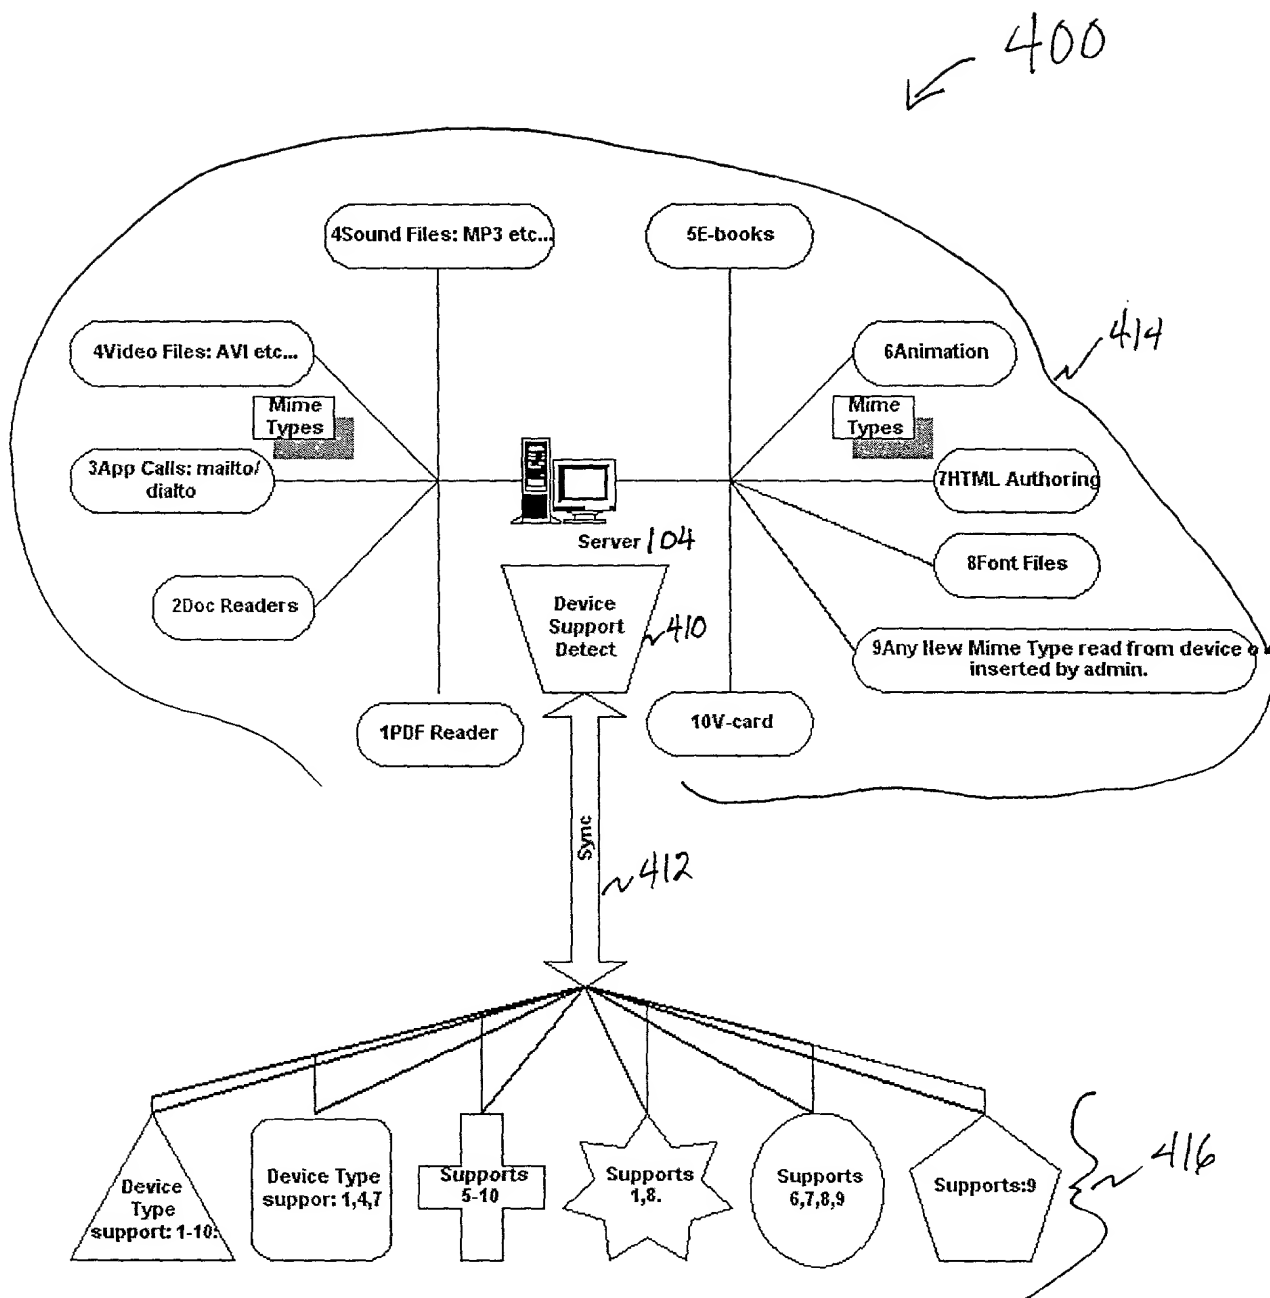 400
4Sound Files: MP3 etc...
5E-books
414
4Video Files: AVI etc...
6Animation
Mime
Types
Mime
Types
3App Calls: mailto/
dialto
7HTML Authoring
Server 104
8Font Files
2Doc Readers
Device
Support
Detect
410
9Any New Mime Type read from device o
inserted by admin.
1PDF Reader
10V-card
Sync
412
Device
Type
support: 1-10:
Device Type
suppor: 1,4,7
Supports
5-10
Supports
1,8.
Supports
6,7,8,9
Supports:9
416